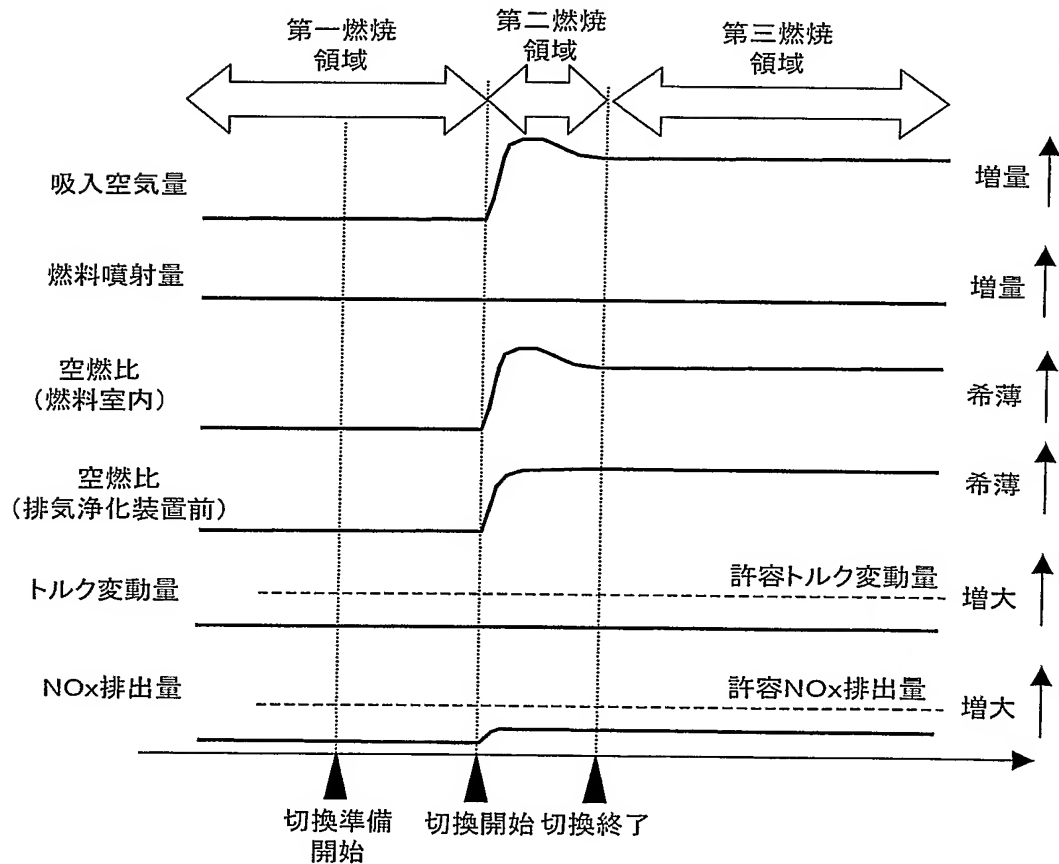 第一燃焼
領域
第二燃焼
領域
第三燃焼
領域
吸入空気量
増量
燃料噴射量
増量
空燃比
(燃料室内)
希薄
空燃比
(排気浄化装置前)
希薄
トルク変動量
許容トルク変動量
増大
NOx排出量
許容NOx排出量
増大
切換準備
開始
切換開始
切換終了